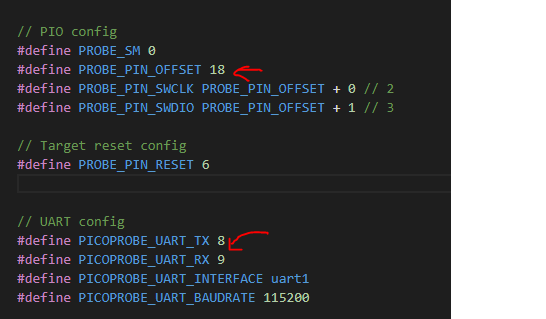 // PIO config
#define PROBE_SM 0
#define PROBE_PIN_OFFSET 18
#define PROBE_PIN_SWCLK PROBE_PIN_OFFSET + 0 // 2
#define PROBE_PIN_SWDIO PROBE_PIN_OFFSET + 1 // 3
// Target reset config
#define PROBE_PIN_RESET 6
// UART config
#define PICOPROBE_UART_TX 8
#define PICOPROBE_UART_RX 9
#define PICOPROBE_UART_INTERFACE uart1
#define PICOPROBE_UART_BAUDRATE 115200